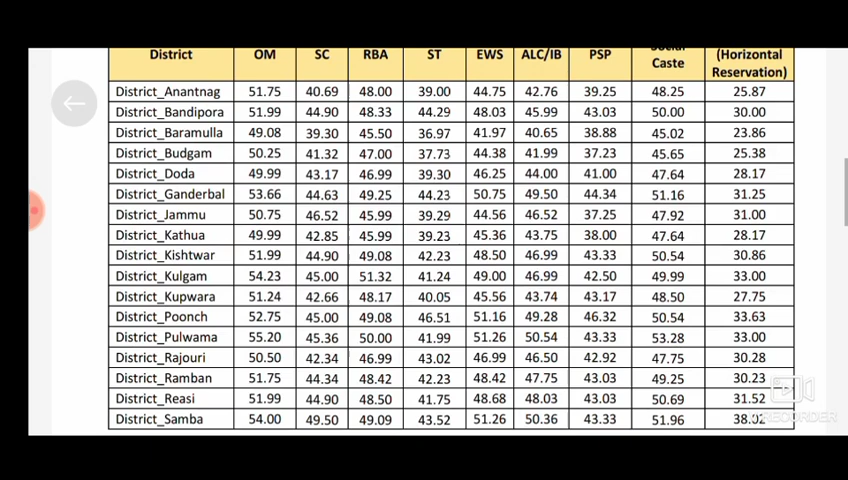 District OM SC RBA ST EWS ALC/IB PSP Social Caste (Horizontal Reservation)
District_Anantnag 51.75 40.69 48.00 39.00 44.75 42.76 39.25 48.25 25.87
District_Bandipora 51.99 44.90 48.33 44.29 48.03 45.99 43.03 50.00 30.00
District_Baramulla 49.08 39.30 45.50 36.97 41.97 40.65 38.88 45.02 23.86
District_Budgam 50.25 41.32 47.00 37.73 44.38 41.99 37.23 45.65 25.38
District_Doda 49.99 43.17 46.99 39.30 46.25 44.00 41.00 47.64 28.17
District_Ganderbal 53.66 44.63 49.25 44.23 50.75 49.50 44.34 51.16 31.25
District_Jammu 50.75 46.52 45.99 39.29 44.56 46.52 37.25 47.92 31.00
District_Kathua 49.99 42.85 45.99 39.23 45.36 43.75 38.00 47.64 28.17
District_Kishtwar 51.99 44.90 49.08 42.23 48.50 46.99 43.33 50.54 30.86
District_Kulgam 54.23 45.00 51.32 41.24 49.00 46.99 42.50 49.99 33.00
District_Kupwara 51.24 42.66 48.17 40.05 45.56 43.74 43.17 48.50 27.75
District_Poonch 52.75 45.00 49.08 46.51 51.16 49.28 46.32 50.54 33.63
District_Pulwama 55.20 45.36 50.00 41.99 51.26 50.54 43.33 53.28 33.00
District_Rajouri 50.50 42.34 46.99 43.02 46.99 46.50 42.92 47.75 30.28
District_Ramban 51.75 44.34 48.42 42.23 48.42 47.75 43.03 49.25 30.23
District_Reasi 51.99 44.90 48.50 41.75 48.68 48.03 43.03 50.69 31.52
District_Samba 54.00 49.50 49.09 43.52 51.26 50.36 43.33 51.96 38.02